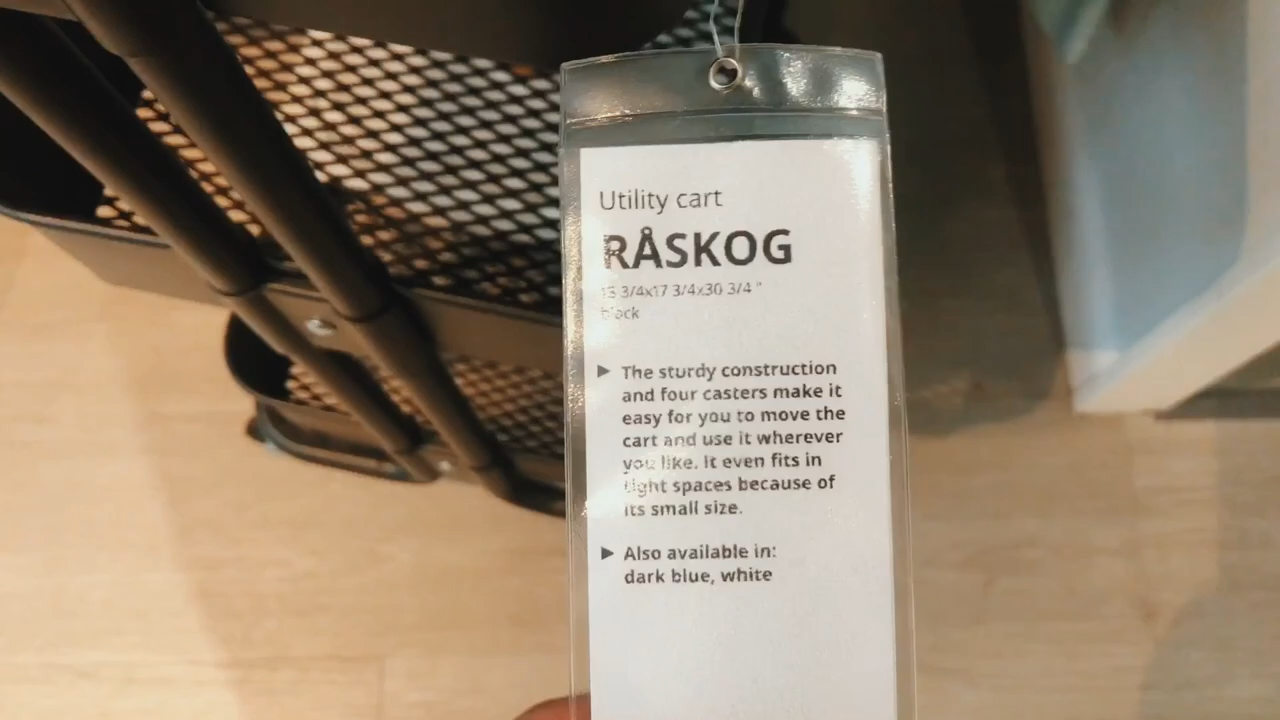 Utility cart
RÅSKOG
13 3/4x17 3/4x30 3/4 "
black
▶ The sturdy construction
and four casters make it
easy for you to move the
cart and use it wherever
you like. It even fits in
tight spaces because of
its small size.
▶ Also available in:
dark blue, white